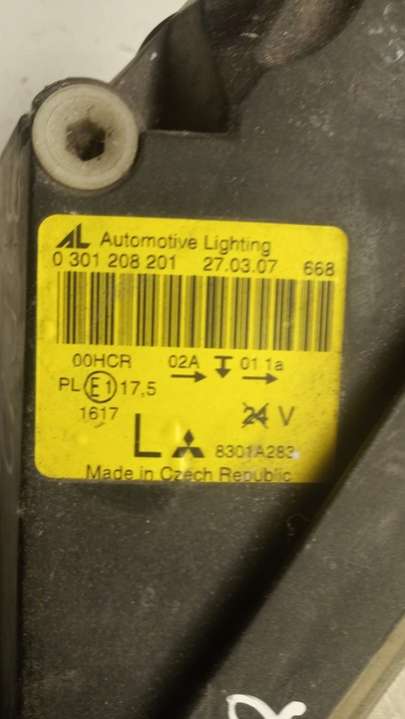 AL Automotive Lighting
0 301 208 201 27.03.07 668
00HCR 02A 01 1a
PL E1 17,5
1617 24 V
L 8301A283
Made in Czech Republic